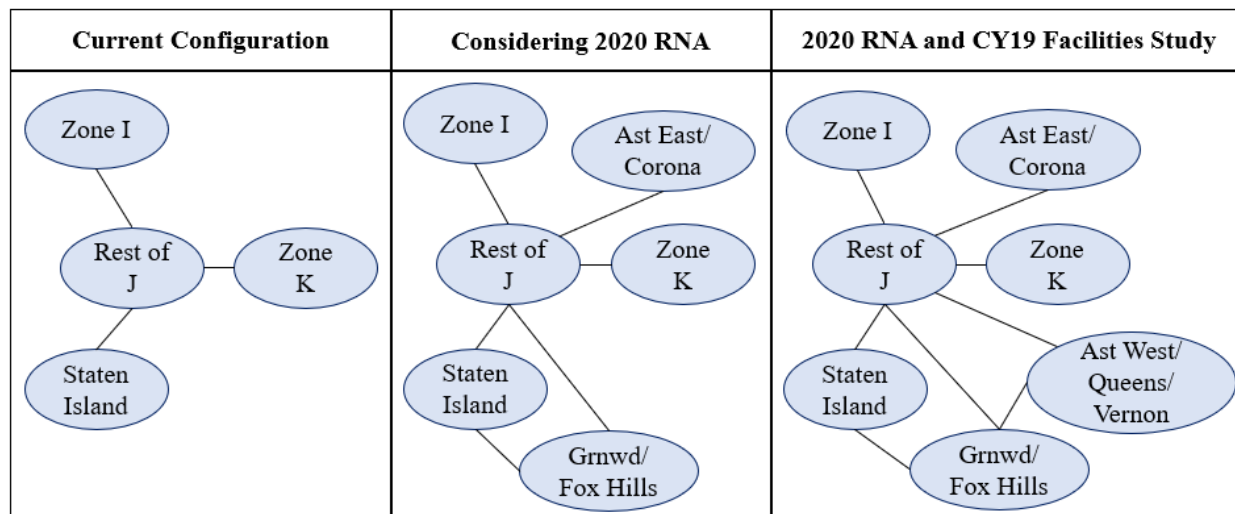 Current Configuration
Zone I
Rest of
J
Zone
K
Staten
Island
Considering 2020 RNA
Zone I
Ast East/
Corona
Rest of
J
Zone
K
Staten
Island
Grnwd/
Fox Hills
2020 RNA and CY19 Facilities Study
Zone I
Ast East/
Corona
Rest of
J
Zone
K
Ast West/
Queens/
Vernon
Staten
Island
Grnwd/
Fox Hills